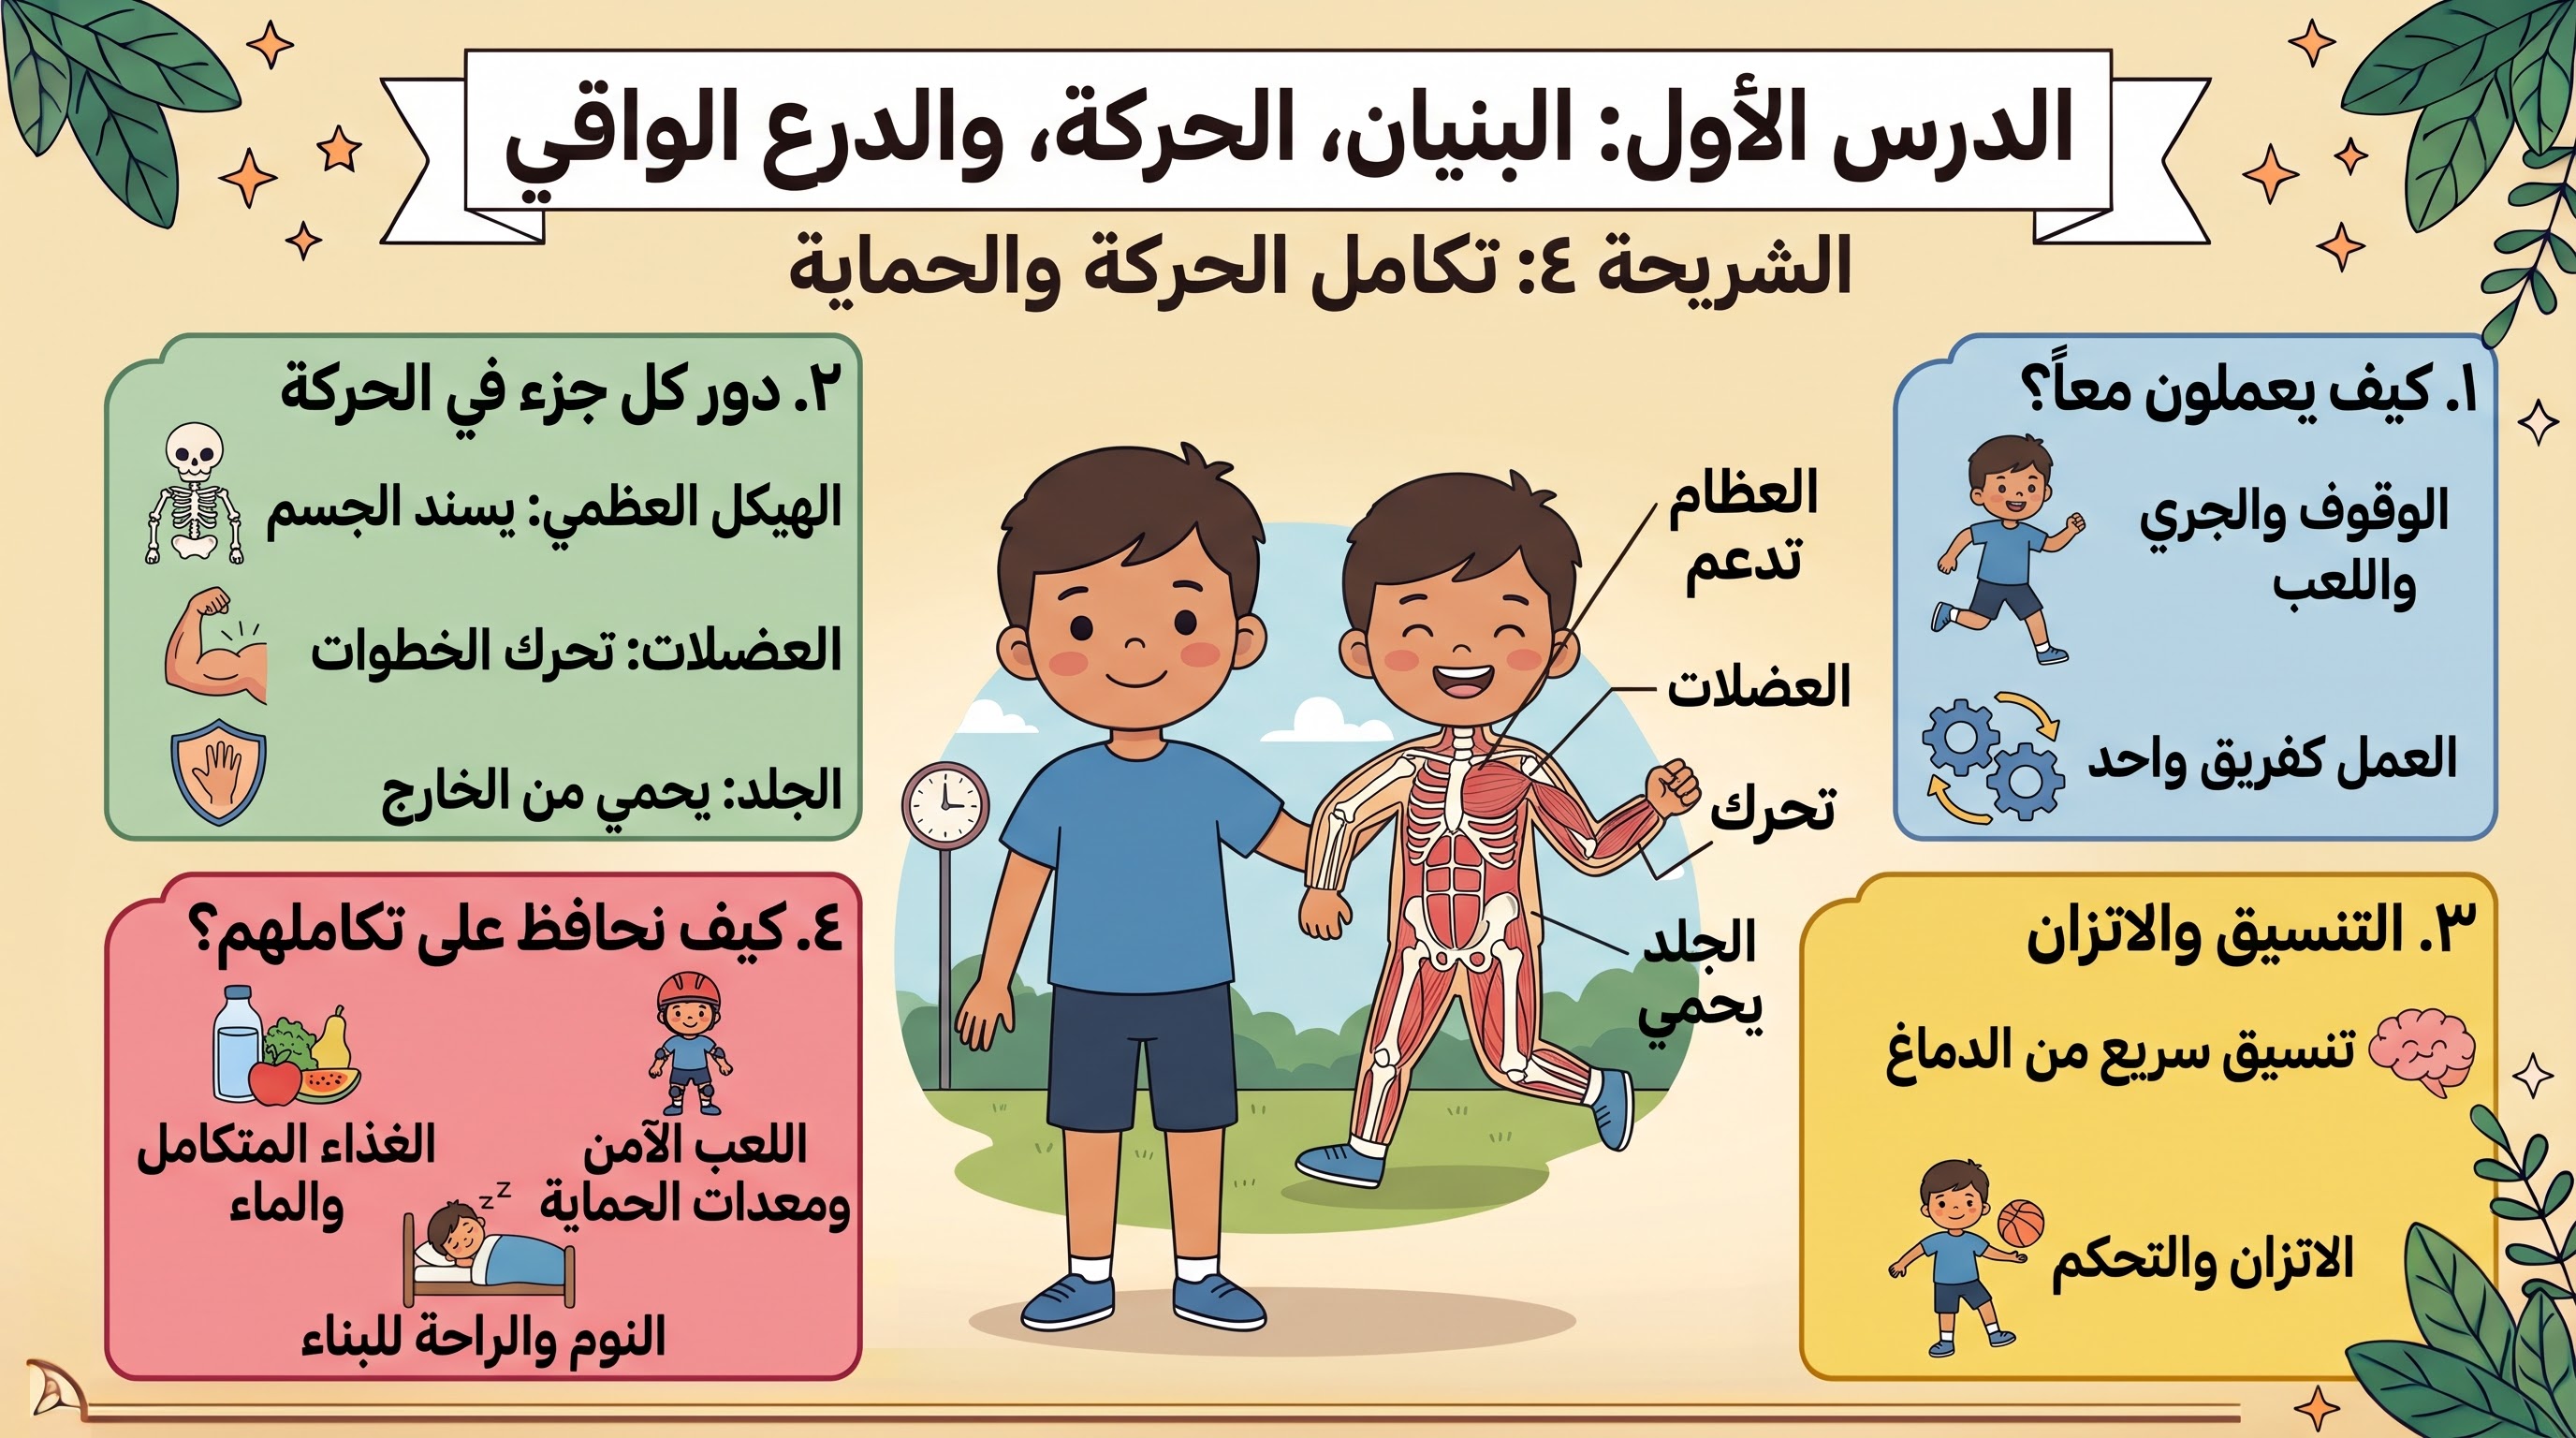 الدرس الأول: البنيان، الحركة، والدرع الواقي
الشريحة ٤: تكامل الحركة والحماية
١. كيف يعملون معاً؟
الوقوف والجري
واللعب
العمل كفريق واحد
٢. دور كل جزء في الحركة
الهيكل العظمي: يسند الجسم
العضلات: تحرك الخطوات
الجلد: يحمي من الخارج
العظام
تدعم
العضلات
تحرك
الجلد
يحمي
٣. التنسيق والاتزان
تنسيق سريع من الدماغ
الاتزان والتحكم
٤. كيف نحافظ على تكاملهم؟
اللعب الآمن
ومعدات الحماية
الغذاء المتكامل
والماء
z z
النوم والراحة للبناء